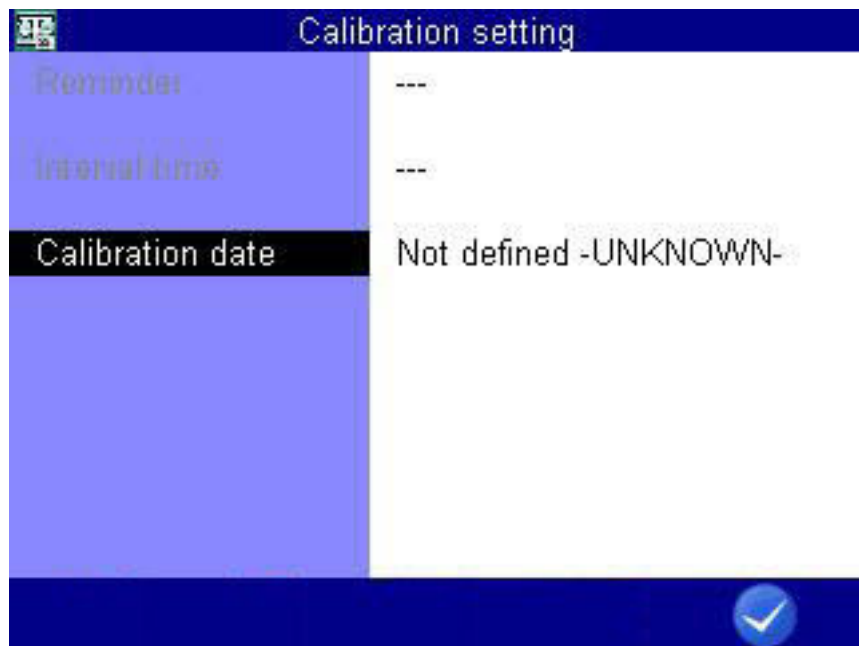 Calibration setting
Reminder ---
Interval time ---
Calibration date Not defined -UNKNOWN-